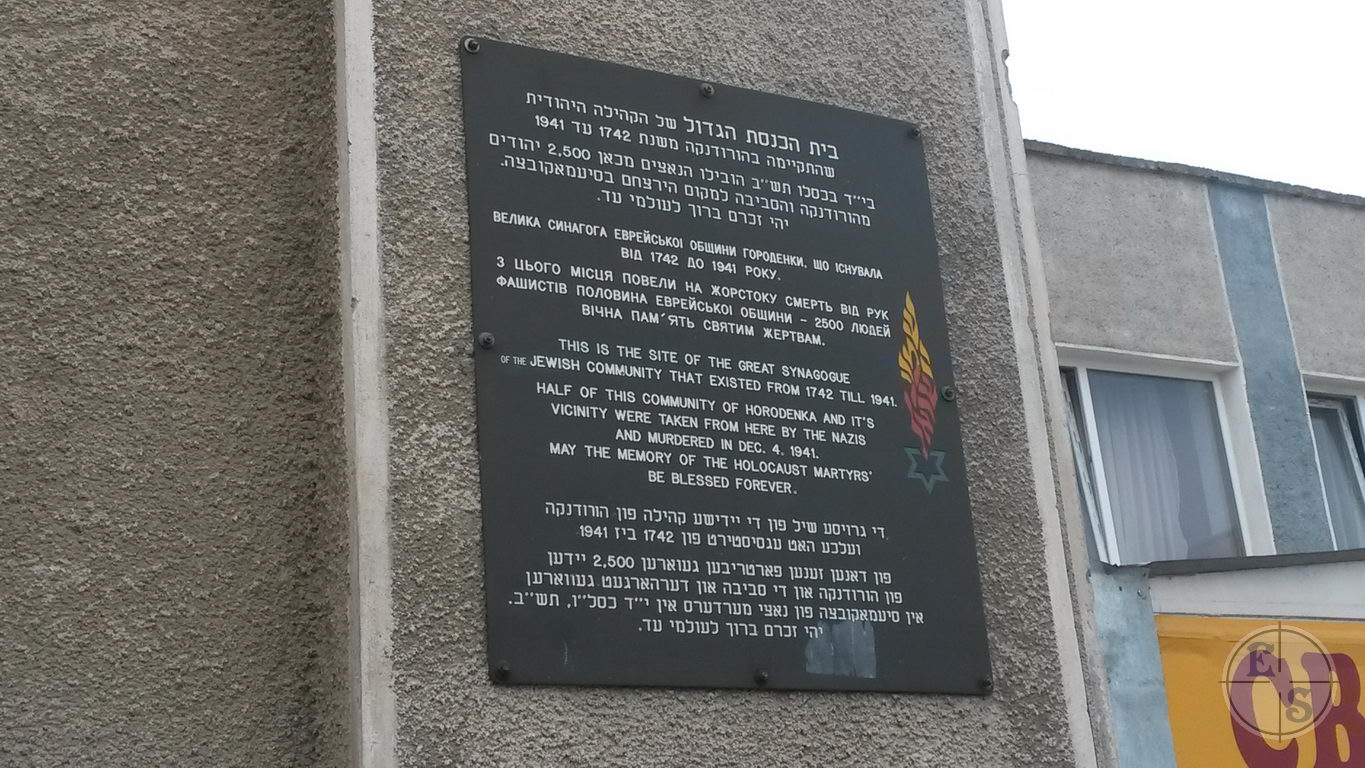 בית הכנסת הגדול של הקהילה היהודית
שהתקיימה בהורודנקה משנת 1742 עד 1941
בי״ד בכסלו תש״ב הובילו הנאצים מכאן 2,500 יהודים
מהורודנקה והסביבה למקום הירצחם בסיעמאקובצה.
יהי זכרם ברוך לעולמי עד.
ВЕЛИКА СИНАГОГА ЕВРЕЙСЬКОІ ОБЩИНИ ГОРОДЕНКИ, ЩО ІСНУВАЛА
ВІД 1742 ДО 1941 РОКУ.
З ЦЬОГО МІСЦЯ ПОВЕЛИ НА ЖОРСТОКУ СМЕРТЬ ВІД РУК
ФАШИСТІВ ПОЛОВИНА ЕВРЕЙСЬКОІ ОБЩИНИ – 2500 ЛЮДЕЙ
ВІЧНА ПАМ´ЯТЬ СВЯТИМ ЖЕРТВАМ.
THIS IS THE SITE OF THE GREAT SYNAGOGUE
OF THE JEWISH COMMUNITY THAT EXISTED FROM 1742 TILL 1941.
HALF OF THIS COMMUNITY OF HORODENKA AND IT'S
VICINITY WERE TAKEN FROM HERE BY THE NAZIS
AND MURDERED IN DEC. 4. 1941.
MAY THE MEMORY OF THE HOLOCAUST MARTYRS'
BE BLESSED FOREVER.
די גרויסע שיל פון די יידישע קהילה פון הורודנקה
וועלכע האט עגסיסטירט פון 1742 ביז 1941
פון דאנען זענען פארטריבען געווארען 2,500 יידען
פון הורודנקה און די סביבה און דערהארגעט געווארען
אין סיעמאקובצה פון נאצי מערדערס אין י״ד כסל״ו, תש״ב.
יהי זכרם ברוך לעולמי עד.
СВ
E
S